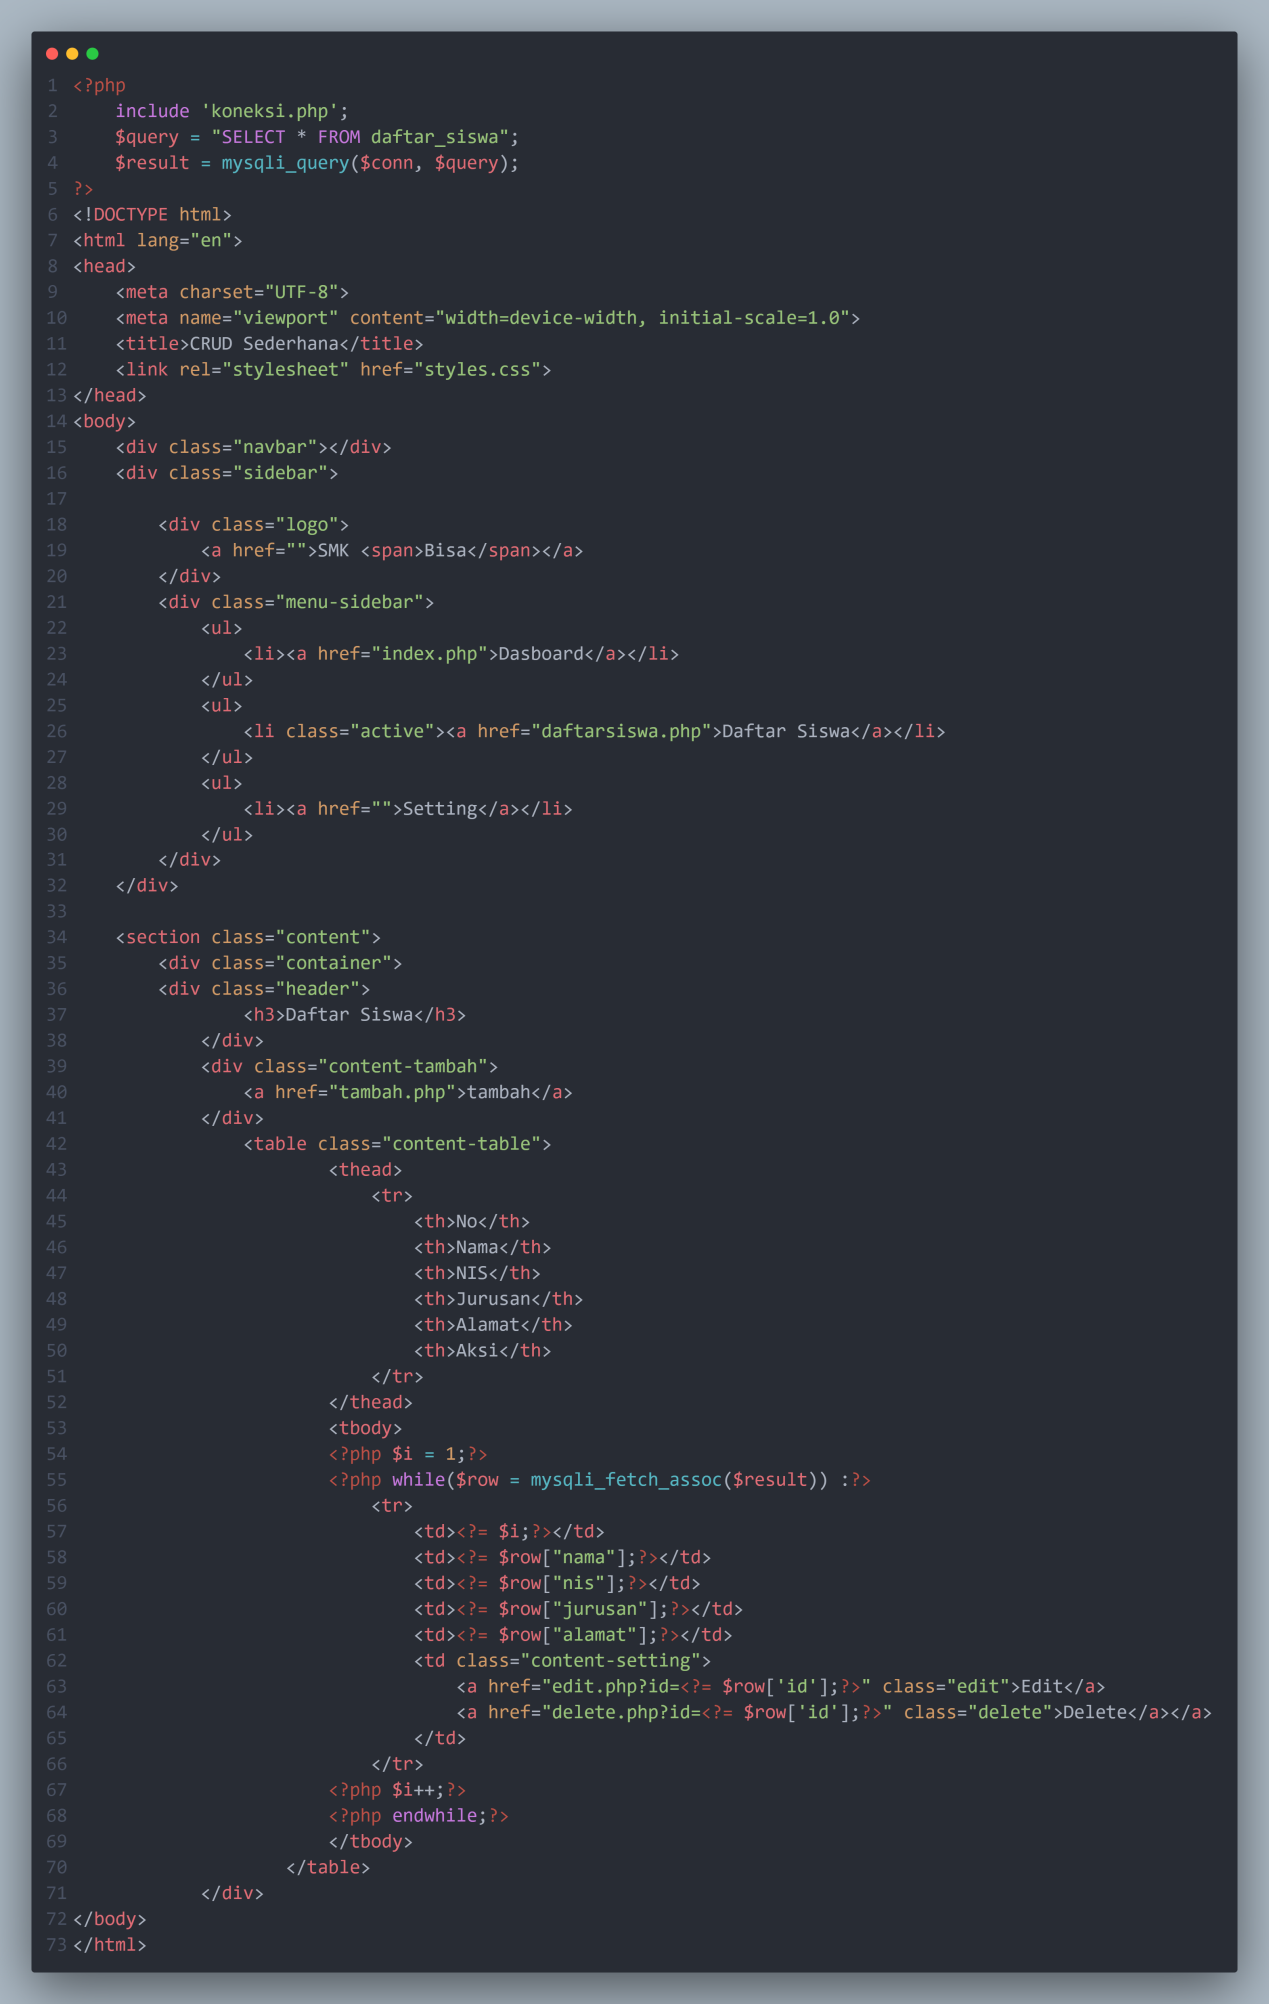 1 <?php
2     include 'koneksi.php';
3     $query = "SELECT * FROM daftar_siswa";
4     $result = mysqli_query($conn, $query);
5 ?>
6 <!DOCTYPE html>
7 <html lang="en">
8 <head>
9     <meta charset="UTF-8">
10     <meta name="viewport" content="width=device-width, initial-scale=1.0">
11     <title>CRUD Sederhana</title>
12     <link rel="stylesheet" href="styles.css">
13 </head>
14 <body>
15     <div class="navbar"></div>
16     <div class="sidebar">
17
18         <div class="logo">
19             <a href="">SMK <span>Bisa</span></a>
20         </div>
21         <div class="menu-sidebar">
22             <ul>
23                 <li><a href="index.php">Dasboard</a></li>
24             </ul>
25             <ul>
26                 <li class="active"><a href="daftarsiswa.php">Daftar Siswa</a></li>
27             </ul>
28             <ul>
29                 <li><a href="">Setting</a></li>
30             </ul>
31         </div>
32     </div>
33
34     <section class="content">
35         <div class="container">
36         <div class="header">
37                 <h3>Daftar Siswa</h3>
38             </div>
39             <div class="content-tambah">
40                 <a href="tambah.php">tambah</a>
41             </div>
42                 <table class="content-table">
43                         <thead>
44                             <tr>
45                                 <th>No</th>
46                                 <th>Nama</th>
47                                 <th>NIS</th>
48                                 <th>Jurusan</th>
49                                 <th>Alamat</th>
50                                 <th>Aksi</th>
51                             </tr>
52                         </thead>
53                         <tbody>
54                         <?php $i = 1;?>
55                         <?php while($row = mysqli_fetch_assoc($result)) :?>
56                             <tr>
57                                 <td><?= $i;?></td>
58                                 <td><?= $row["nama"];?></td>
59                                 <td><?= $row["nis"];?></td>
60                                 <td><?= $row["jurusan"];?></td>
61                                 <td><?= $row["alamat"];?></td>
62                                 <td class="content-setting">
63                                     <a href="edit.php?id=<?= $row['id'];?>" class="edit">Edit</a>
64                                     <a href="delete.php?id=<?= $row['id'];?>" class="delete">Delete</a></a>
65                                 </td>
66                             </tr>
67                         <?php $i++;?>
68                         <?php endwhile;?>
69                         </tbody>
70                     </table>
71             </div>
72 </body>
73 </html>